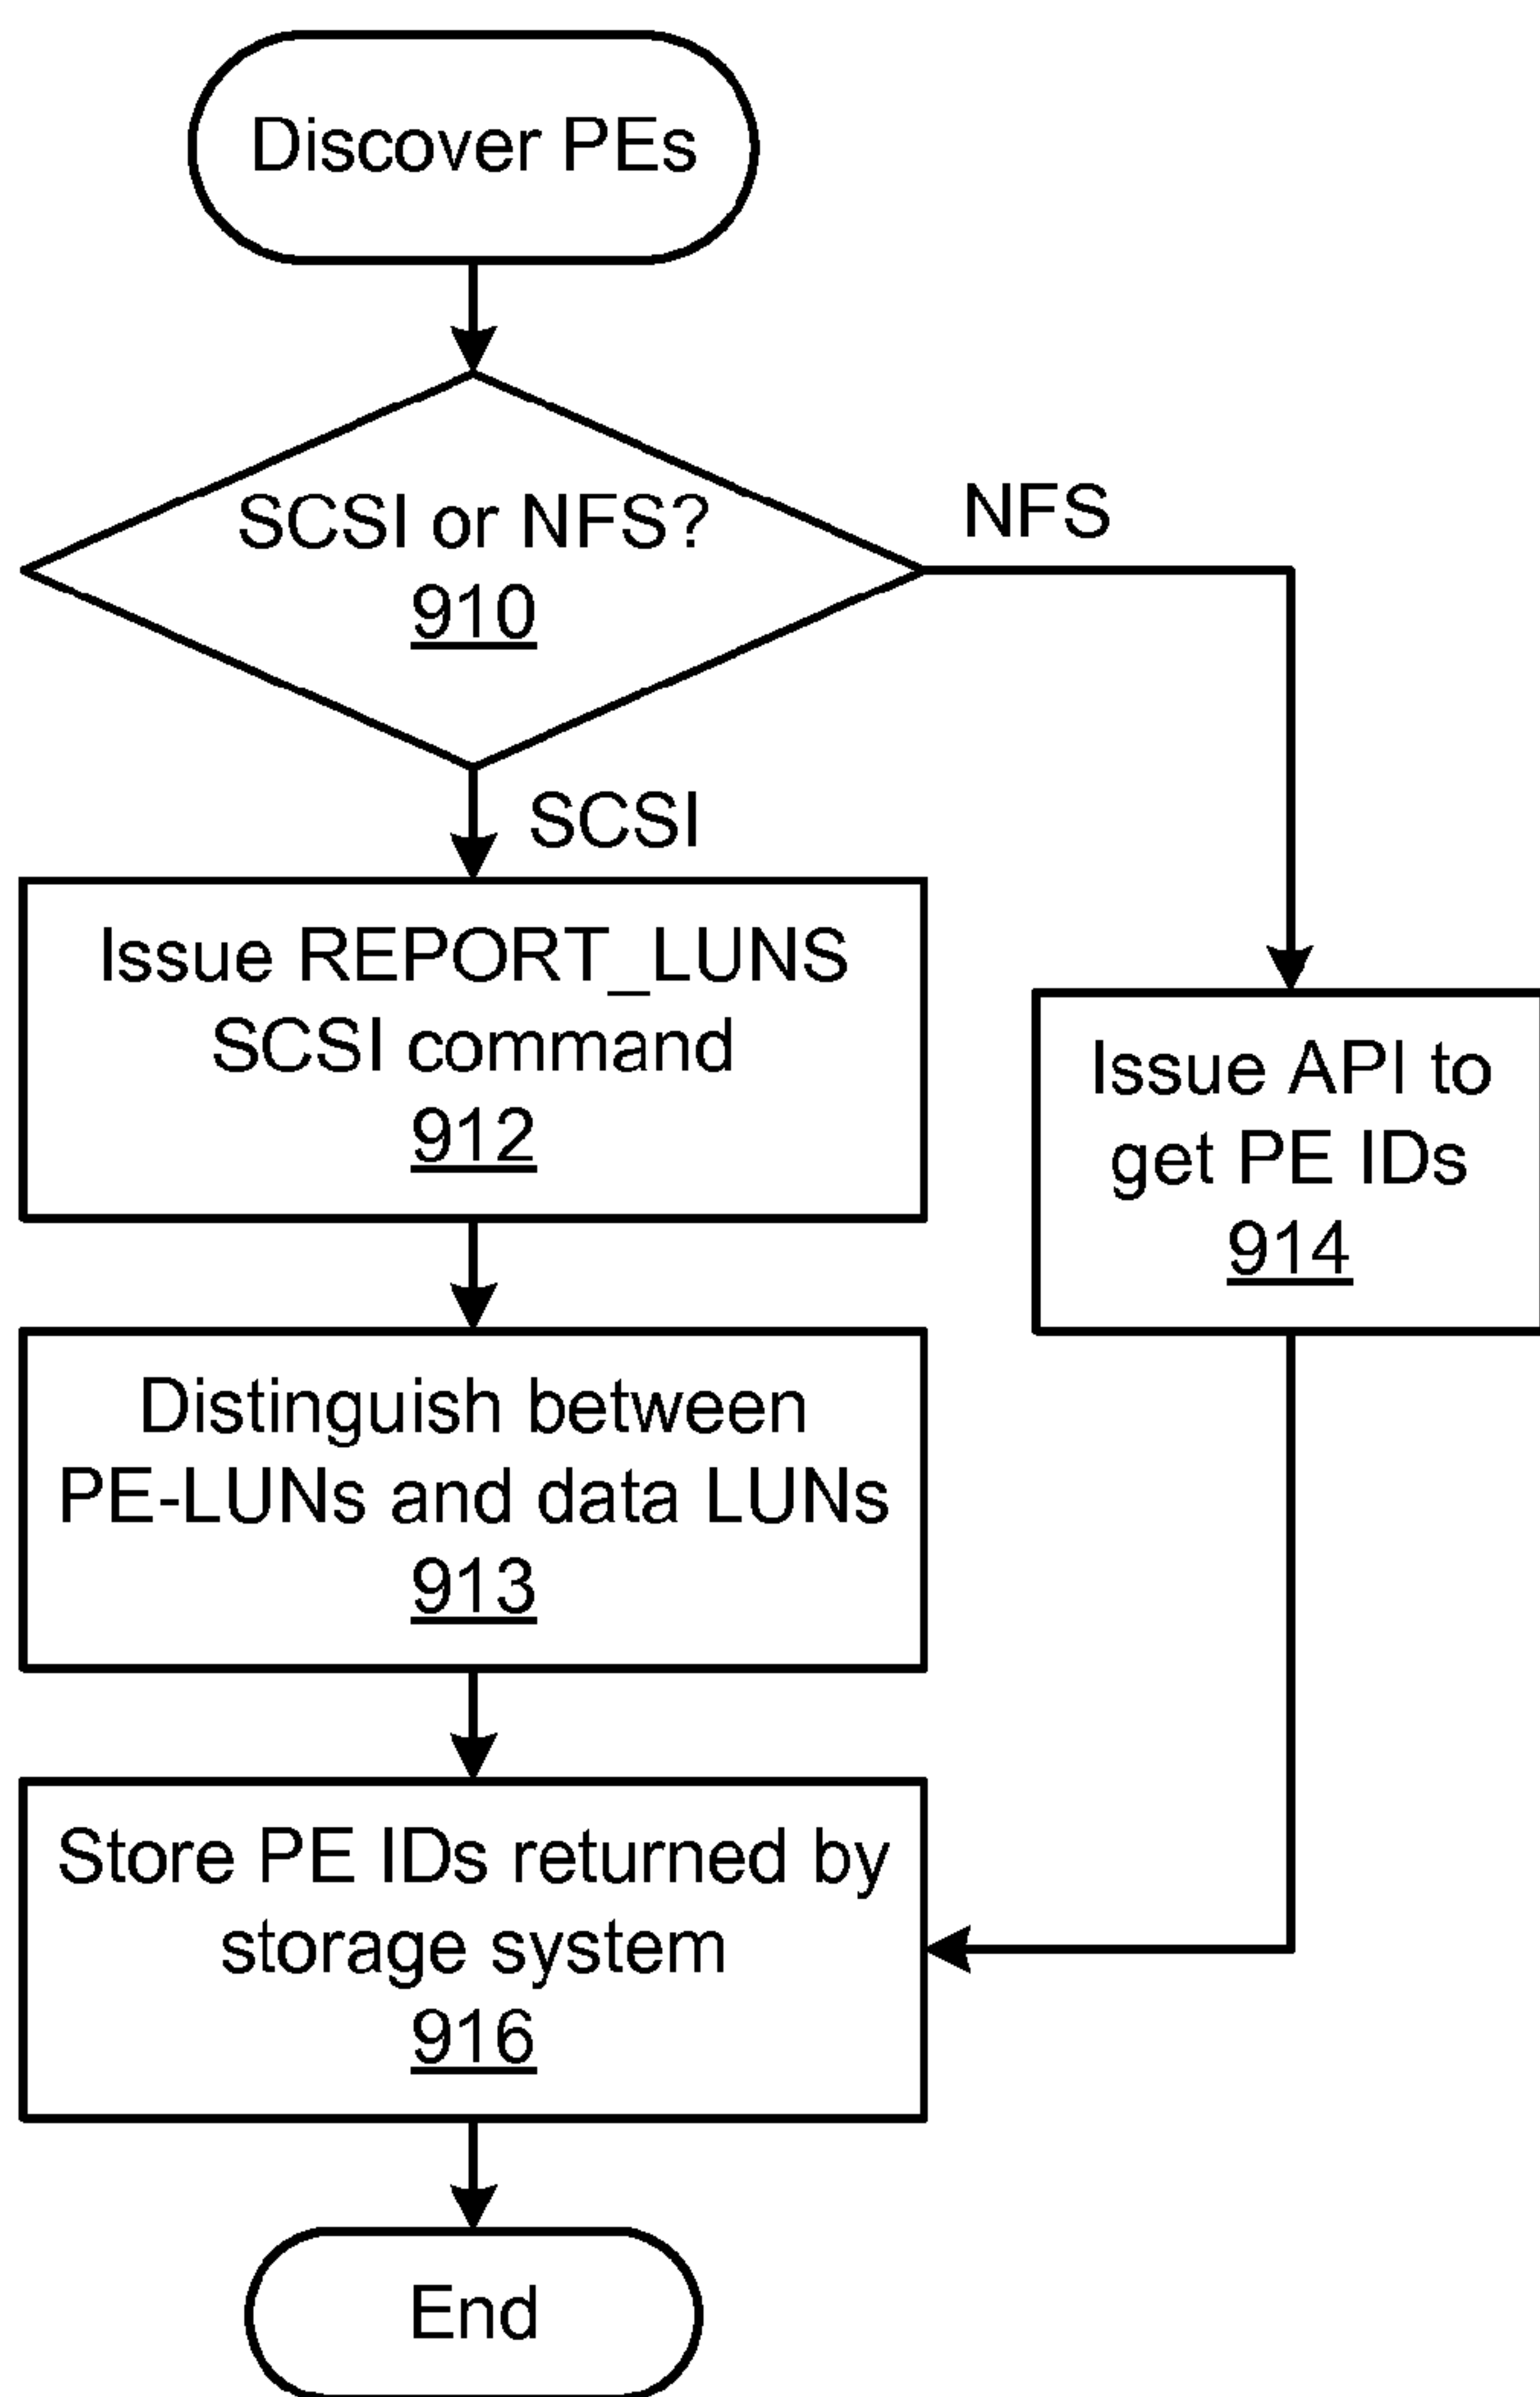 Discover PEs
SCSI or NFS?
910
NFS
SCSI
Issue REPORT_LUNS
SCSI command
912
Issue API to
get PE IDs
914
Distinguish between
PE-LUNs and data LUNs
913
Store PE IDs returned by
storage system
916
End